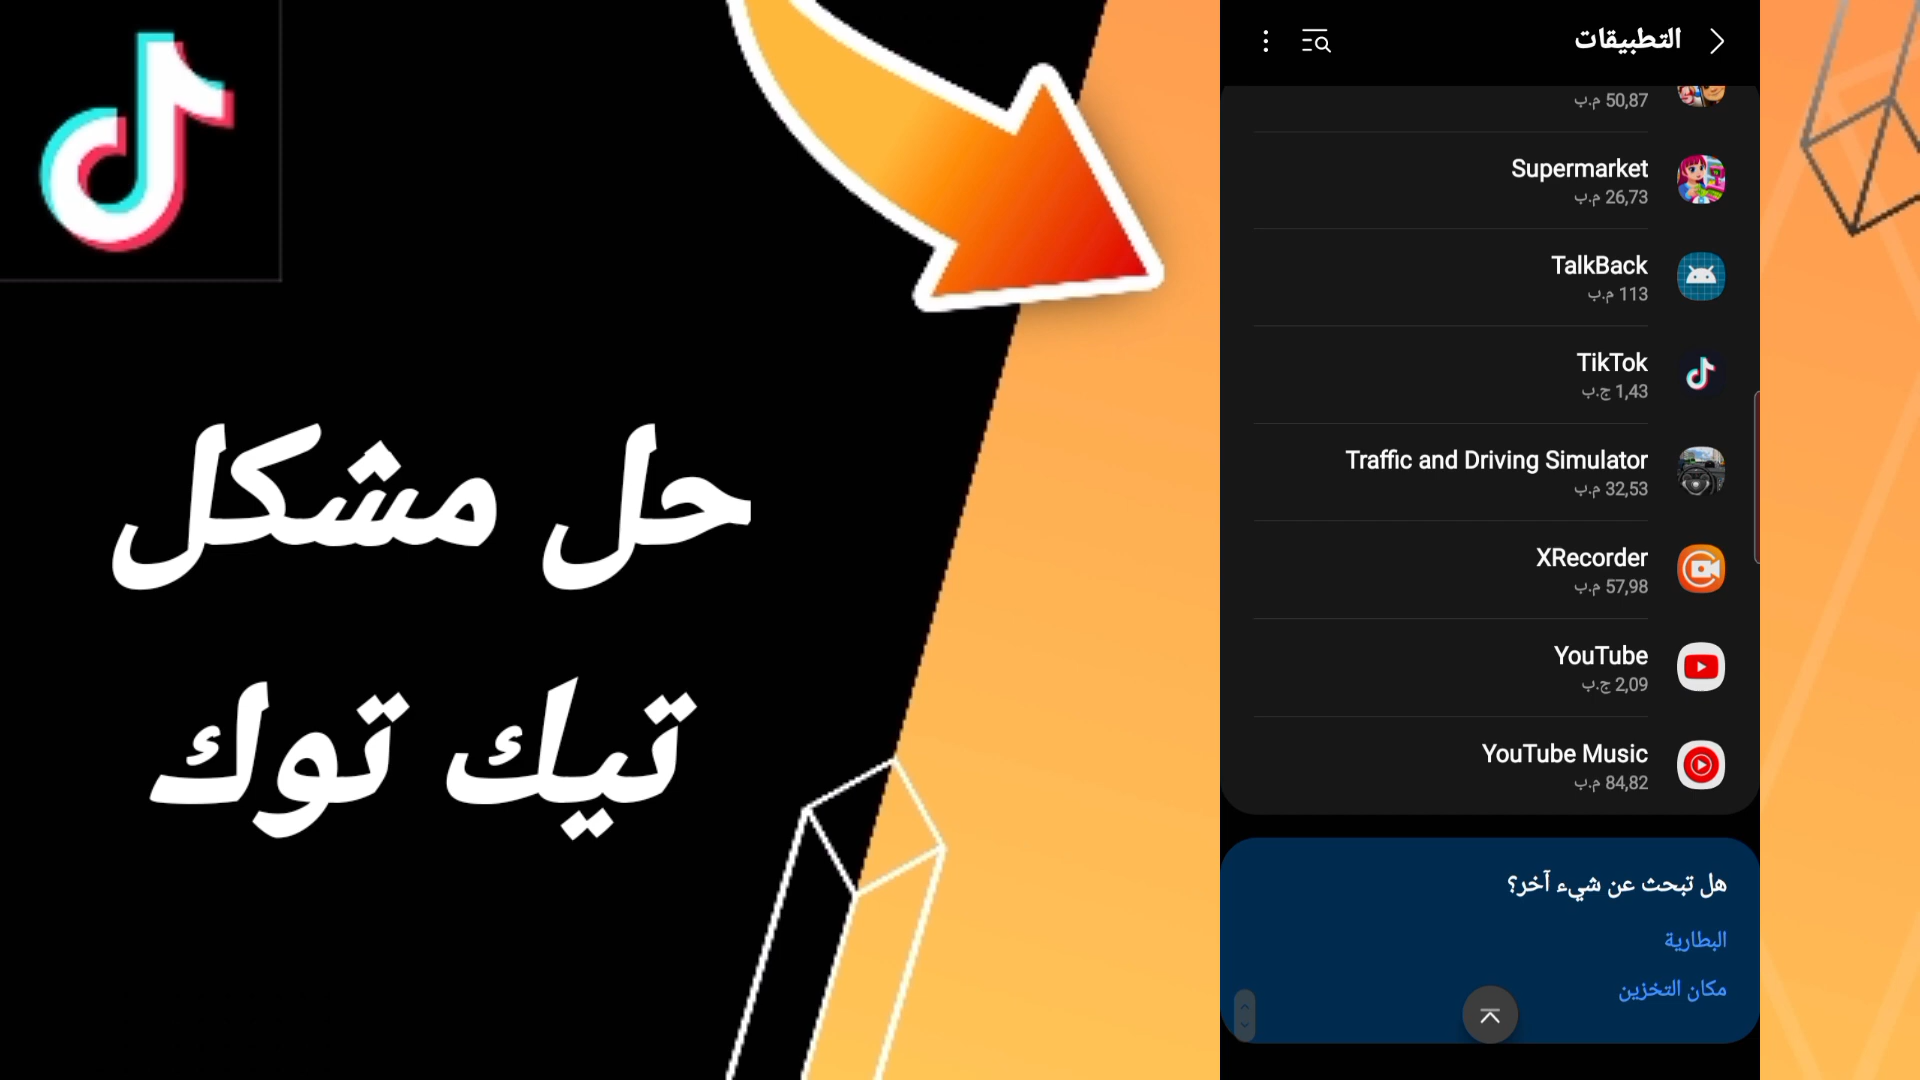 حل مشكل
تيك توك
التطبيقات
50,87 م.ب
Supermarket
26,73 م.ب
TalkBack
113 م.ب
TikTok
1,43 ج.ب
Traffic and Driving Simulator
32,53 م.ب
XRecorder
57,98 م.ب
YouTube
2,09 ج.ب
YouTube Music
84,82 م.ب
هل تبحث عن شيء آخر؟
البطارية
مكان التخزين